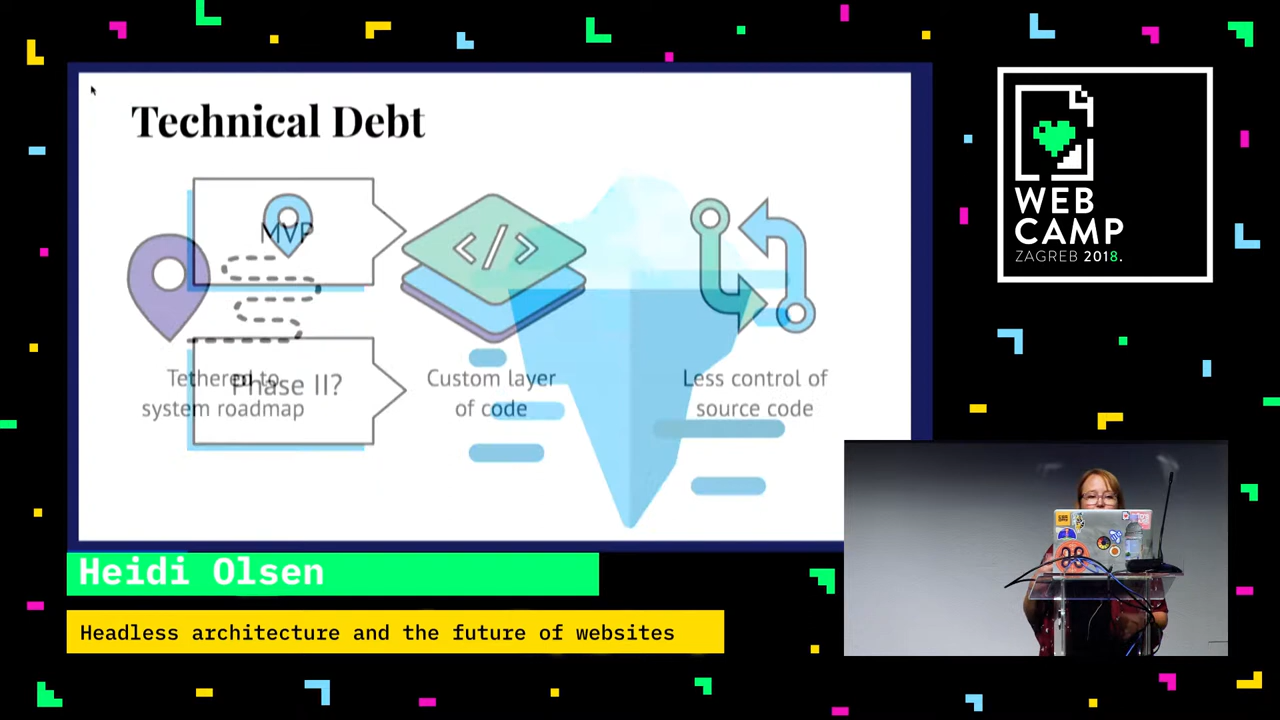 Technical Debt
MVP
Tethered to
system roadmap
Phase II?
Custom layer
of code
Less control of
source code
WEB
CAMP
ZAGREB 2018.
Heidi Olsen
Headless architecture and the future of websites